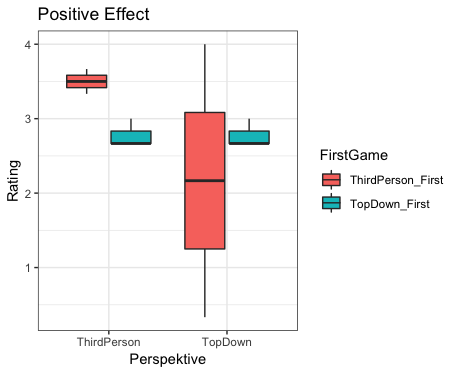 Positive Effect
4
3
2
1
Rating
ThirdPerson
TopDown
Perspektive
FirstGame
ThirdPerson_First
TopDown_First